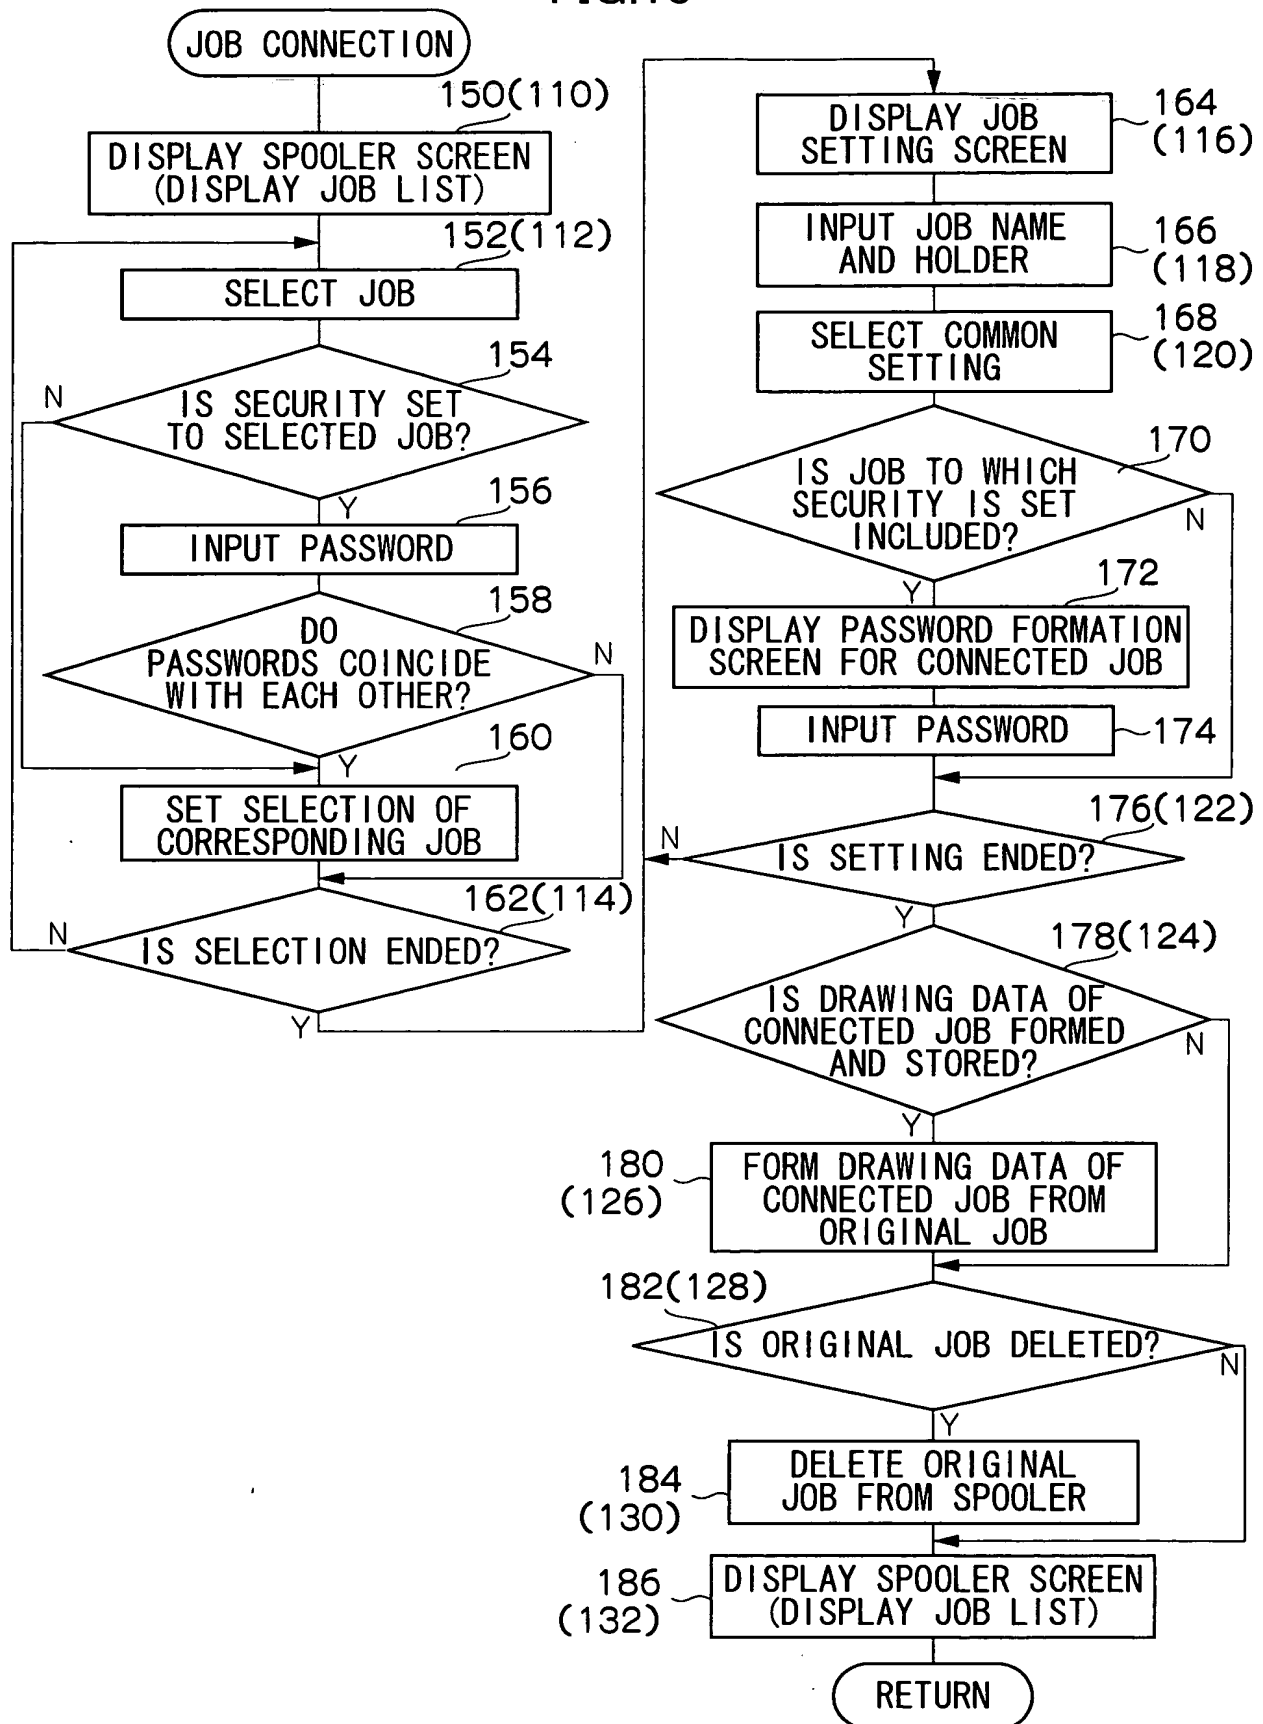 JOB CONNECTION
150(110)
DISPLAY SPOOLER SCREEN
(DISPLAY JOB LIST)
152(112)
SELECT JOB
154
N
IS SECURITY SET
TO SELECTED JOB?
Y
156
INPUT PASSWORD
158
DO
PASSWORDS COINCIDE
WITH EACH OTHER?
N
Y
160
SET SELECTION OF
CORRESPONDING JOB
162(114)
N
IS SELECTION ENDED?
Y
DISPLAY JOB
SETTING SCREEN
164
(116)
INPUT JOB NAME
AND HOLDER
166
(118)
SELECT COMMON
SETTING
168
(120)
170
IS JOB TO WHICH
SECURITY IS SET
INCLUDED?
N
Y
172
DISPLAY PASSWORD FORMATION
SCREEN FOR CONNECTED JOB
INPUT PASSWORD
174
176(122)
N
IS SETTING ENDED?
Y
178(124)
IS DRAWING DATA OF
CONNECTED JOB FORMED
AND STORED?
N
Y
180
(126)
FORM DRAWING DATA OF
CONNECTED JOB FROM
ORIGINAL JOB
182(128)
IS ORIGINAL JOB DELETED?
N
Y
184
(130)
DELETE ORIGINAL
JOB FROM SPOOLER
186
(132)
DISPLAY SPOOLER SCREEN
(DISPLAY JOB LIST)
RETURN